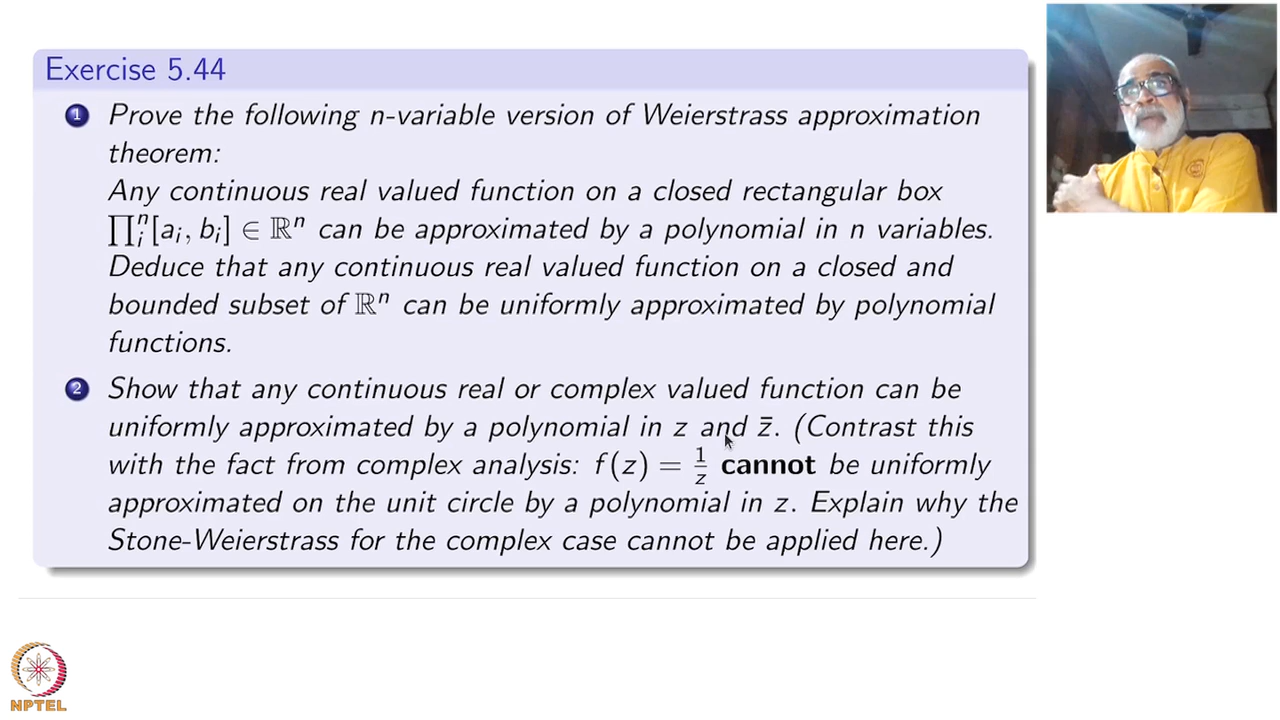 Exercise 5.44
1 Prove the following n-variable version of Weierstrass approximation
theorem:
Any continuous real valued function on a closed rectangular box
∏ⁿᵢ[aᵢ, bᵢ] ∈ ℝⁿ can be approximated by a polynomial in n variables.
Deduce that any continuous real valued function on a closed and
bounded subset of ℝⁿ can be uniformly approximated by polynomial
functions.
2 Show that any continuous real or complex valued function can be
uniformly approximated by a polynomial in z and z̄. (Contrast this
with the fact from complex analysis: f(z) = 1/z cannot be uniformly
approximated on the unit circle by a polynomial in z. Explain why the
Stone-Weierstrass for the complex case cannot be applied here.)
NPTEL